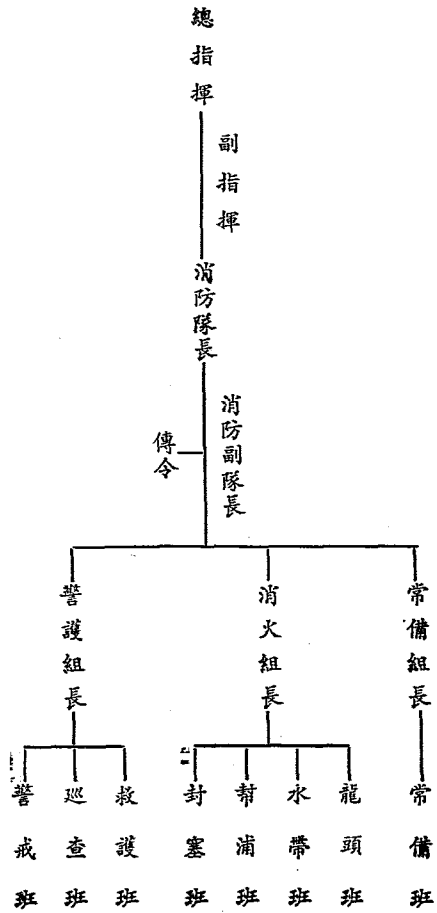 總指揮
副指揮
消防隊長
消防副隊長
傳令
常備組長
消火組長
警護組長
常備班
龍頭班
水帶班
幫浦班
封塞班
救護班
巡查班
警戒班